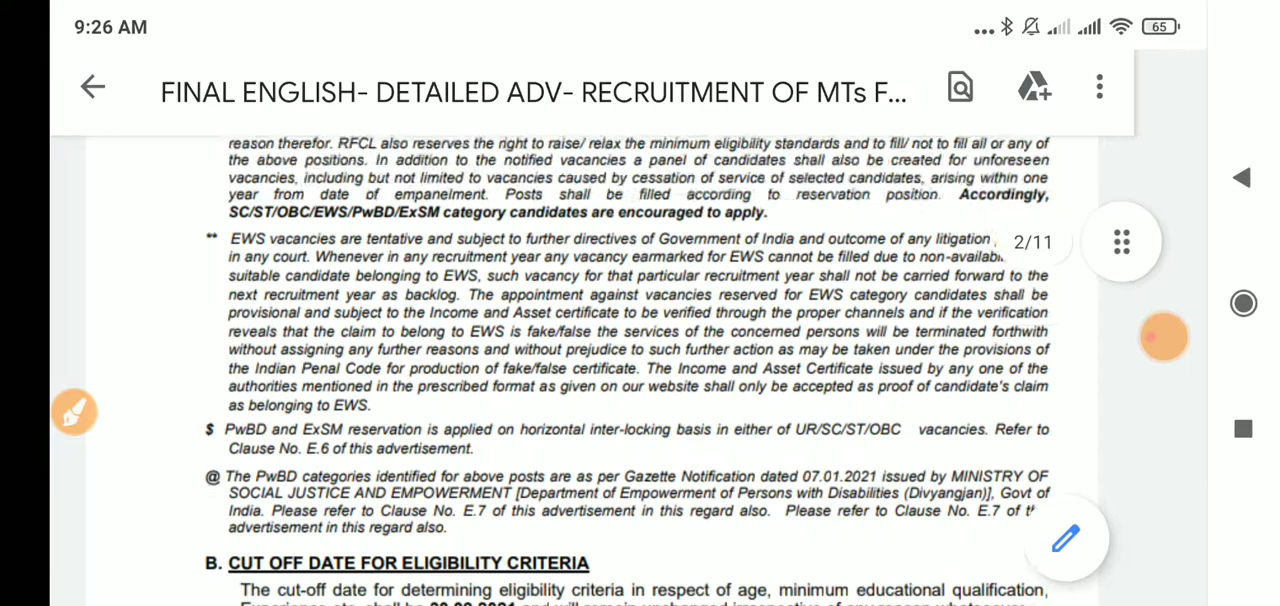 9:26 AM
65
FINAL ENGLISH- DETAILED ADV- RECRUITMENT OF MTs F...
reason therefor. RFCL also reserves the right to raise/ relax the minimum eligibility standards and to fill/ not to fill all or any of
the above positions. In addition to the notified vacancies a panel of candidates shall also be created for unforeseen
vacancies, including but not limited to vacancies caused by cessation of service of selected candidates, arising within one
year from date of empanelment. Posts shall be filled according to reservation position. Accordingly,
SC/ST/OBC/EWS/PwBD/ExSM category candidates are encouraged to apply.
** EWS vacancies are tentative and subject to further directives of Government of India and outcome of any litigation
2/11
in any court. Whenever in any recruitment year any vacancy earmarked for EWS cannot be filled due to non-availabi
suitable candidate belonging to EWS, such vacancy for that particular recruitment year shall not be carried forward to the
next recruitment year as backlog. The appointment against vacancies reserved for EWS category candidates shall be
provisional and subject to the Income and Asset certificate to be verified through the proper channels and if the verification
reveals that the claim to belong to EWS is fake/false the services of the concerned persons will be terminated forthwith
without assigning any further reasons and without prejudice to such further action as may be taken under the provisions of
the Indian Penal Code for production of fake/false certificate. The Income and Asset Certificate issued by any one of the
authorities mentioned in the prescribed format as given on our website shall only be accepted as proof of candidate's claim
as belonging to EWS.
$ PwBD and ExSM reservation is applied on horizontal inter-locking basis in either of UR/SC/ST/OBC vacancies. Refer to
Clause No. E.6 of this advertisement.
@ The PwBD categories identified for above posts are as per Gazette Notification dated 07.01.2021 issued by MINISTRY OF
SOCIAL JUSTICE AND EMPOWERMENT [Department of Empowerment of Persons with Disabilities (Divyangjan)], Govt of
India. Please refer to Clause No. E.7 of this advertisement in this regard also. Please refer to Clause No. E.7 of
advertisement in this regard also.
B. CUT OFF DATE FOR ELIGIBILITY CRITERIA
The cut-off date for determining eligibility criteria in respect of age, minimum educational qualification,